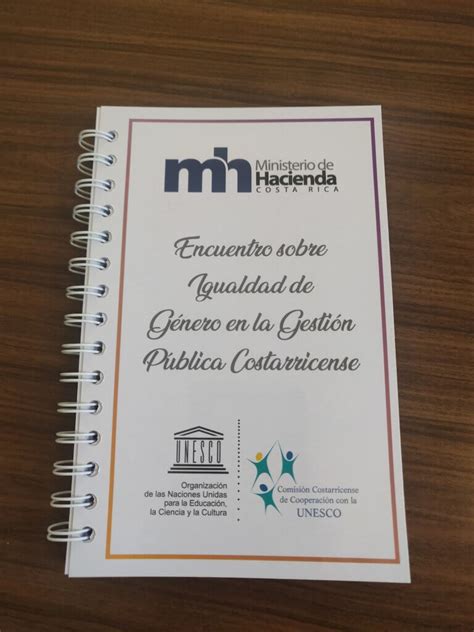 mh Ministerio de
Hacienda
COSTA RICA
Encuentro sobre
Igualdad de
Género en la Gestión
Pública Costarricense
UNESCO
Organización
de las Naciones Unidas
para la Educación,
la Ciencia y la Cultura
Comisión Costarricense
de Cooperación con la
UNESCO